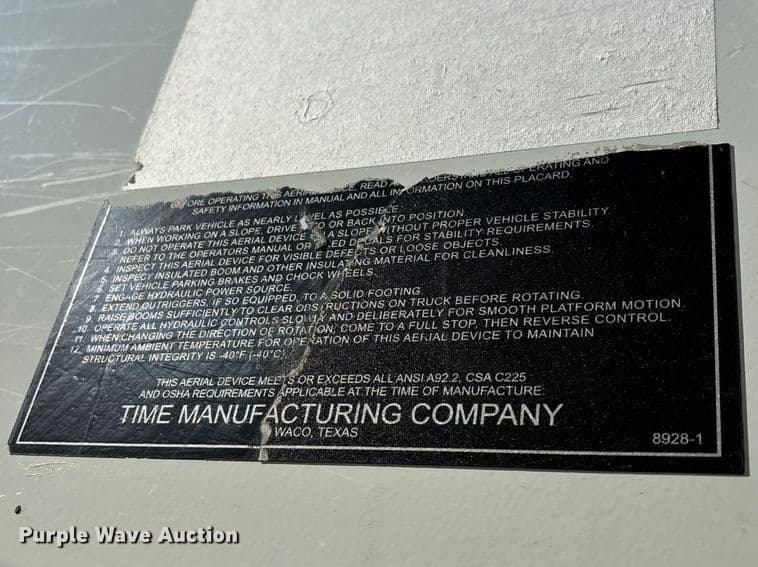 ORE OPERATING THIS AERI CE, READ AND UNDERSTAND ALL OPERATING AND
SAFETY INFORMATION IN MANUAL AND ALL INFORMATION ON THIS PLACARD.
1. ALWAYS PARK VEHICLE AS NEARLY LEVEL AS POSSIBLE.
2. WHEN WORKING ON A SLOPE, DRIVE TO OR BACK INTO POSITION.
3. DO NOT OPERATE THIS AERIAL DEVICE ON A SLOPE WITHOUT PROPER VEHICLE STABILITY.
REFER TO THE OPERATORS MANUAL OR ED DECALS FOR STABILITY REQUIREMENTS.
4. INSPECT THIS AERIAL DEVICE FOR VISIBLE DEFECTS OR LOOSE OBJECTS.
5. INSPECT INSULATED BOOM AND OTHER INSULATING MATERIAL FOR CLEANLINESS
6. SET VEHICLE PARKING BRAKES AND CHOCK WHEELS.
7. ENGAGE HYDRAULIC POWER SOURCE.
8. EXTEND OUTRIGGERS, IF SO EQUIPPED, TO A SOLID FOOTING.
9. RAISE BOOMS SUFFICIENTLY TO CLEAR OBSTRUCTIONS ON TRUCK BEFORE ROTATING.
10. OPERATE ALL HYDRAULIC CONTROLS SLOWLY AND DELIBERATELY FOR SMOOTH PLATFORM MOTION.
11. WHEN CHANGING THE DIRECTION OF ROTATION, COME TO A FULL STOP, THEN REVERSE CONTROL.
12. MINIMUM AMBIENT TEMPERATURE FOR OPERATION OF THIS AERIAL DEVICE TO MAINTAIN
STRUCTURAL INTEGRITY IS -40°F (-40°C)
THIS AERIAL DEVICE MEETS OR EXCEEDS ALL ANSI A92.2, CSA C225
AND OSHA REQUIREMENTS APPLICABLE AT THE TIME OF MANUFACTURE:
TIME MANUFACTURING COMPANY
WACO, TEXAS
8928-1
Purple Wave Auction